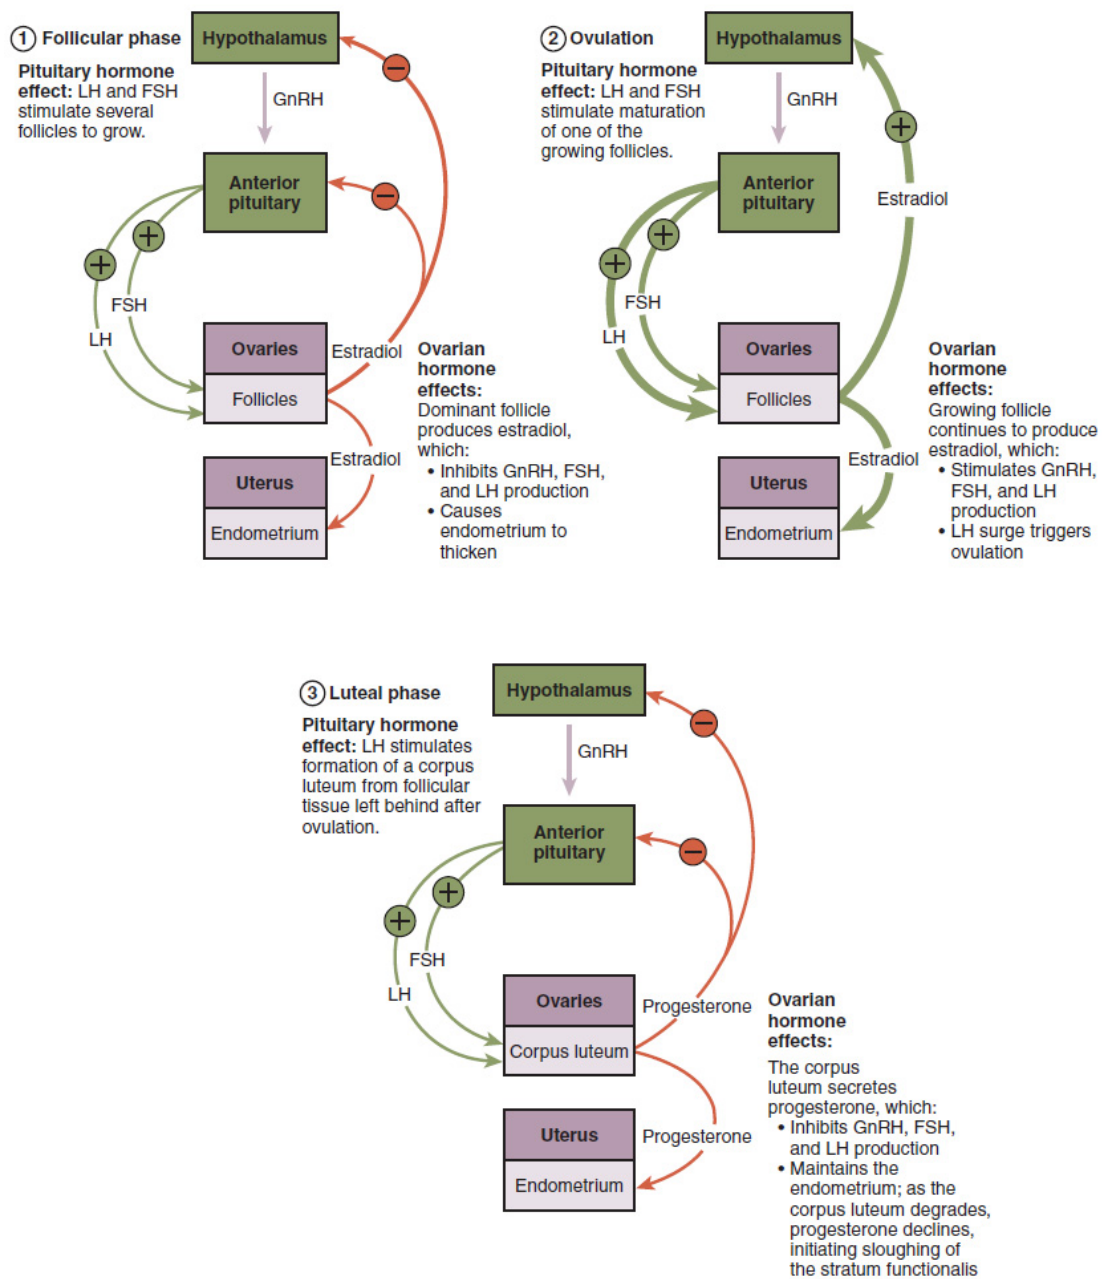 1 Follicular phase
Pituitary hormone
effect: LH and FSH
stimulate several
follicles to grow.
Hypothalamus
−
GnRH
Anterior
pituitary
−
+
+
FSH
LH
Ovaries
Follicles
Estradiol
Estradiol
Uterus
Endometrium
Ovarian
hormone
effects:
Dominant follicle
produces estradiol,
which:
• Inhibits GnRH, FSH,
and LH production
• Causes
endometrium to
thicken
2 Ovulation
Pituitary hormone
effect: LH and FSH
stimulate maturation
of one of the
growing follicles.
Hypothalamus
GnRH
+
Anterior
pituitary
Estradiol
+
+
FSH
LH
Ovaries
Follicles
Estradiol
Uterus
Endometrium
Ovarian
hormone
effects:
Growing follicle
continues to produce
estradiol, which:
• Stimulates GnRH,
FSH, and LH
production
• LH surge triggers
ovulation
3 Luteal phase
Pituitary hormone
effect: LH stimulates
formation of a corpus
luteum from follicular
tissue left behind after
ovulation.
Hypothalamus
−
GnRH
Anterior
pituitary
−
+
+
FSH
LH
Ovaries
Corpus luteum
Progesterone
Progesterone
Uterus
Endometrium
Ovarian
hormone
effects:
The corpus
luteum secretes
progesterone, which:
• Inhibits GnRH, FSH,
and LH production
• Maintains the
endometrium; as the
corpus luteum degrades,
progesterone declines,
initiating sloughing of
the stratum functionalis